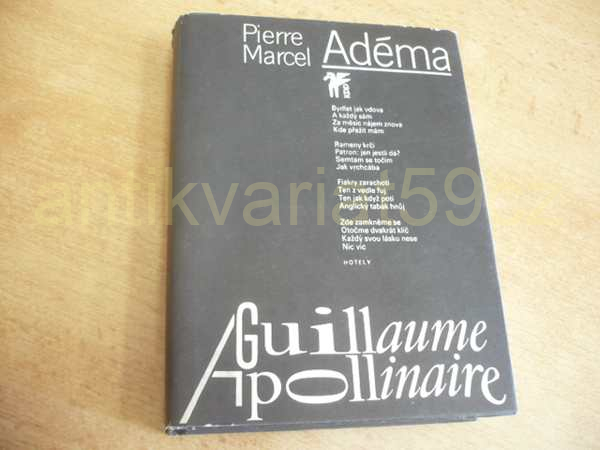 Pierre
Marcel Adéma
KPP
Bydlet jak vdova
A každý sám
Za měsíc nájem znova
Kde přežít mám
Rameny krčí
Patron: jen jestli dá?
Semtam se točím
Jak vrchcába
Fiakry zarachotí
Ten z vedle fuj
Ten jak když potí
Anglický tabák hnůj
Zde zamkněme se
Otočme dvakrát klíč
Každý svou lásku nese
Nic víc
HOTELY
antikvariat59
Guillaume
Apollinaire